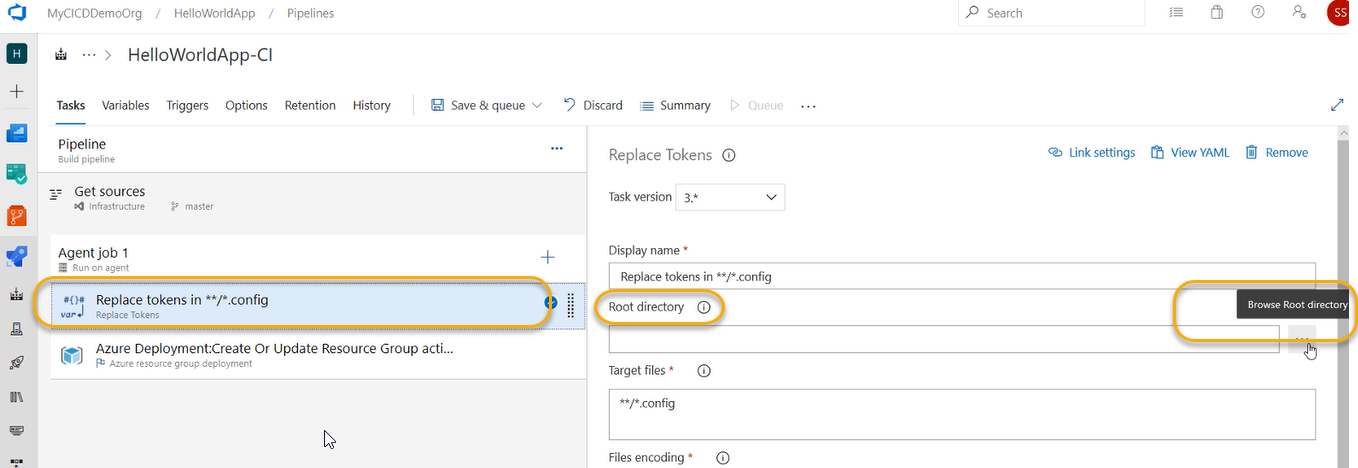 MyCICDDemoOrg / HelloWorldApp / Pipelines
Search
SS
H
... > HelloWorldApp-CI
Tasks Variables Triggers Options Retention History
Save & queue Discard Summary Queue ...
Pipeline
Build pipeline
...
Get sources
Infrastructure master
Agent job 1
Run on agent
#{}#
var
Replace tokens in **/*.config
Replace Tokens
Azure Deployment:Create Or Update Resource Group acti...
Azure resource group deployment
Replace Tokens
Link settings View YAML Remove
Task version 3.*
Display name *
Replace tokens in **/*.config
Root directory
Browse Root directory
...
Target files *
**/*.config
Files encoding *